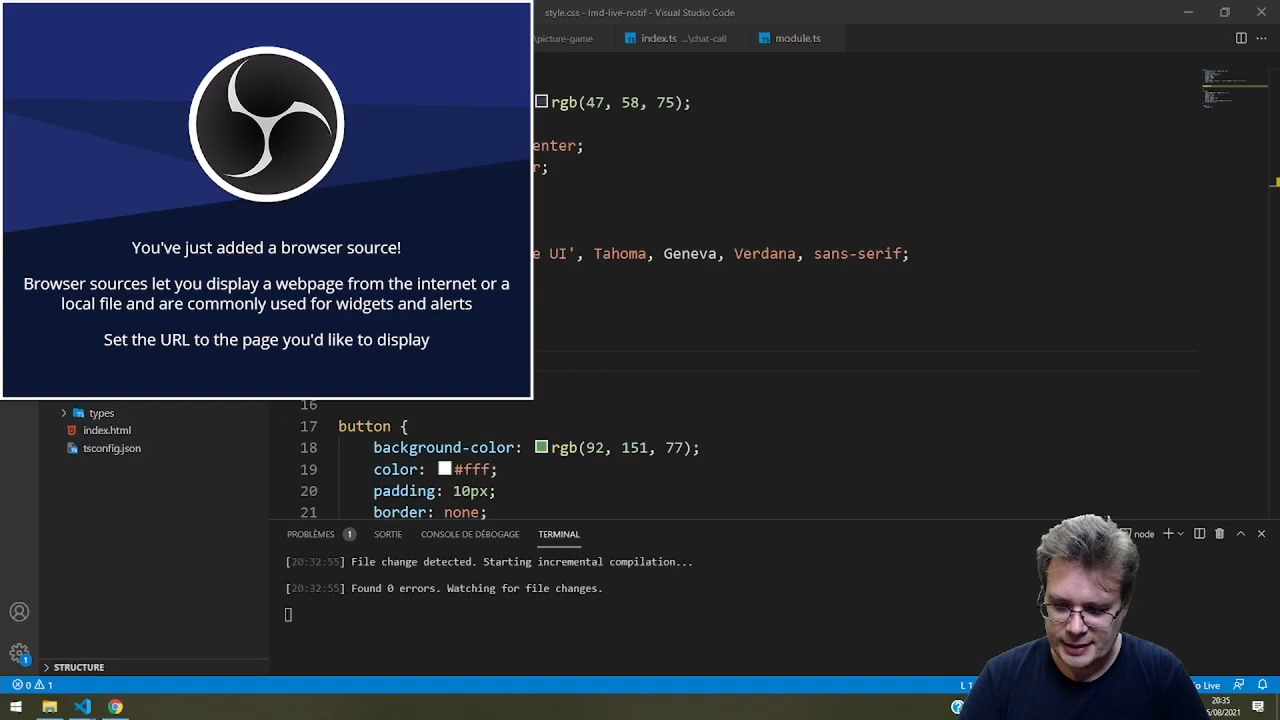 style.css - lmd-live-notif - Visual Studio Code
picture-game
index.ts ...\chat-call
module.ts
You've just added a browser source!
Browser sources let you display a webpage from the internet or a
local file and are commonly used for widgets and alerts
Set the URL to the page you'd like to display
rgb(47, 58, 75);
enter;
r;
e UI', Tahoma, Geneva, Verdana, sans-serif;
types
index.html
tsconfig.json
16
17 button {
18 background-color: rgb(92, 151, 77);
19 color: #fff;
20 padding: 10px;
21 border: none;
PROBLÈMES 1 SORTIE CONSOLE DE DÉBOGAGE TERMINAL
node
[20:32:55] File change detected. Starting incremental compilation...
[20:32:55] Found 0 errors. Watching for file changes.
1
STRUCTURE
0 1
L 1
o Live
20:35
5/08/2021